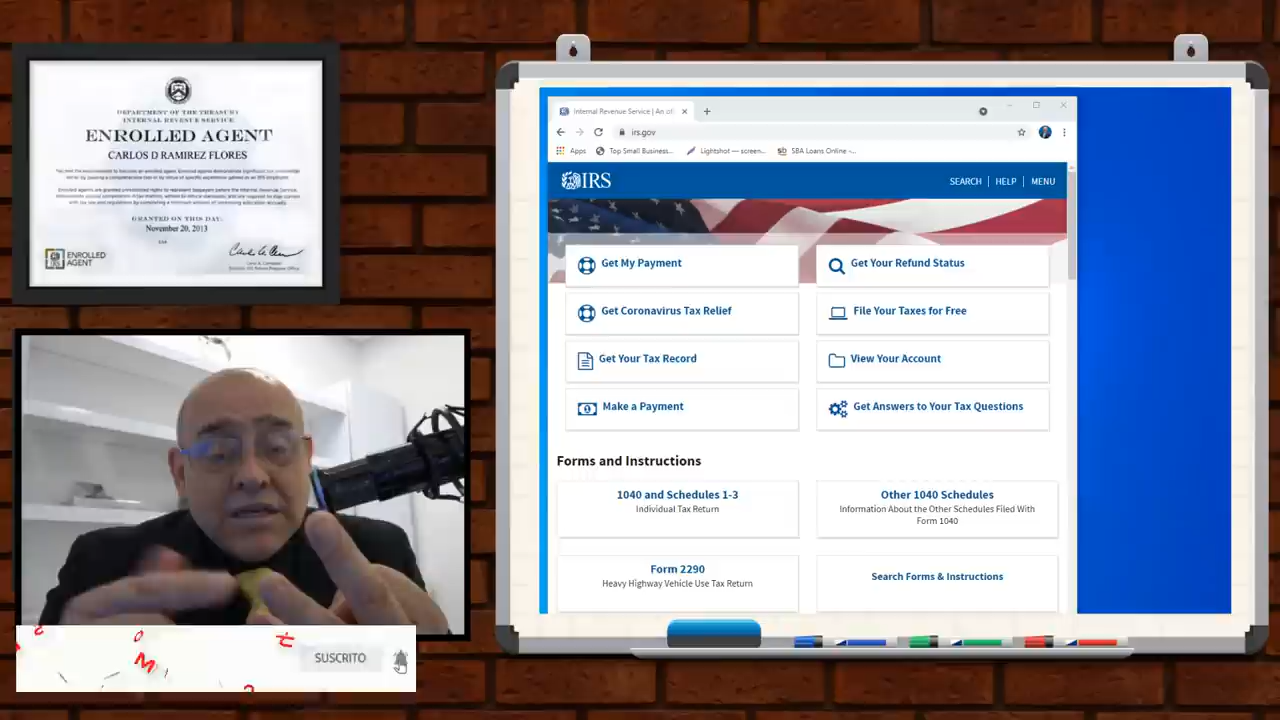 DEPARTMENT OF THE TREASURY
INTERNAL REVENUE SERVICE
ENROLLED AGENT
CARLOS D RAMIREZ FLORES
GRANTED ON THIS DAY:
November 20, 2013
ENROLLED
AGENT
Internal Revenue Service | An of
irs.gov
Apps
Top Small Business...
Lightshot — screen...
SBA Loans Online -...
IRS
SEARCH
HELP
MENU
Get My Payment
Get Your Refund Status
Get Coronavirus Tax Relief
File Your Taxes for Free
Get Your Tax Record
View Your Account
Make a Payment
Get Answers to Your Tax Questions
Forms and Instructions
1040 and Schedules 1-3
Individual Tax Return
Other 1040 Schedules
Information About the Other Schedules Filed With
Form 1040
Form 2290
Heavy Highway Vehicle Use Tax Return
Search Forms & Instructions
SUSCRITO